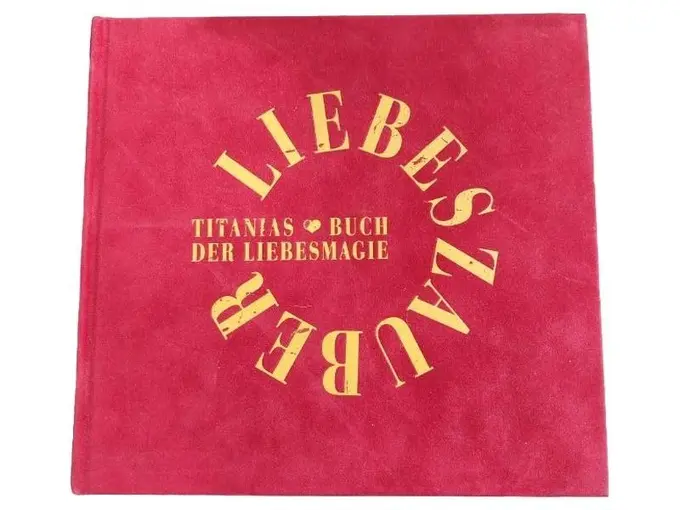 LIEBESZAUBER
TITANIAS ♥ BUCH
DER LIEBESMAGIE